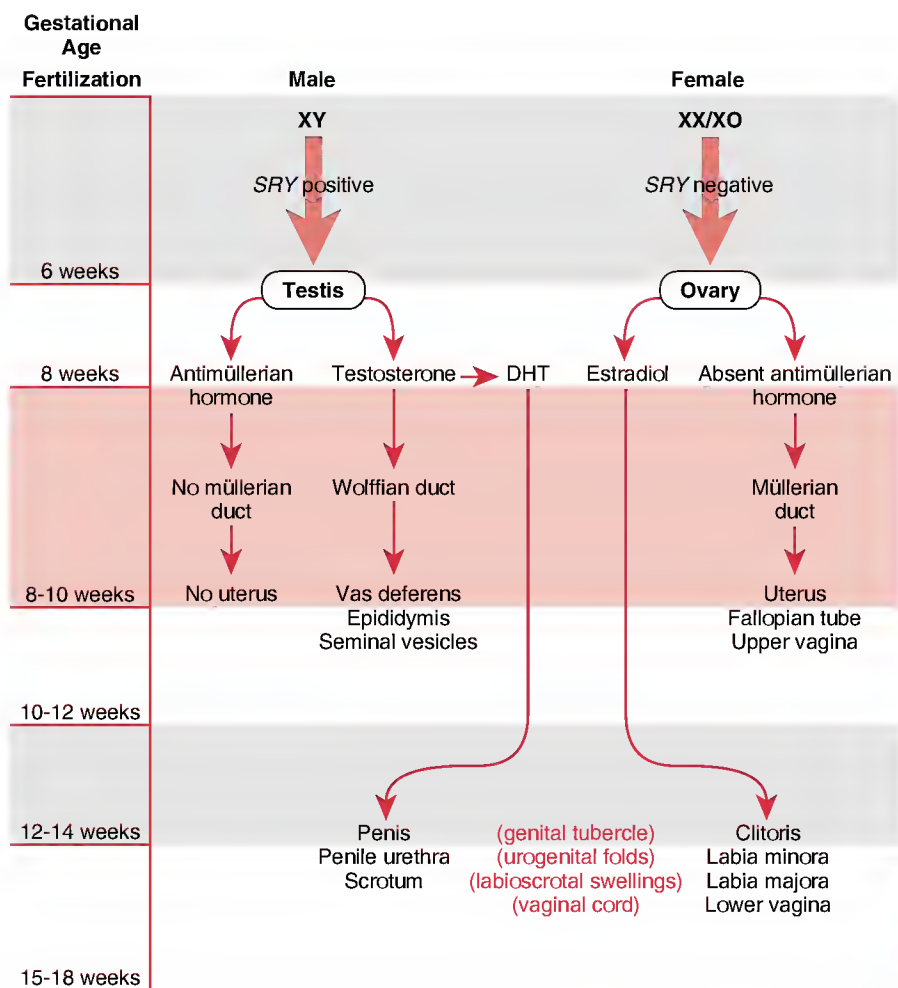 Gestational
Age
Fertilization
Male
Female
XY
XX/XO
SRY positive
SRY negative
6 weeks
Testis
Ovary
8 weeks
Antimüllerian
hormone
Testosterone
DHT
Estradiol
Absent antimüllerian
hormone
No müllerian
duct
Wolffian duct
Müllerian
duct
8-10 weeks
No uterus
Vas deferens
Epididymis
Seminal vesicles
Uterus
Fallopian tube
Upper vagina
10-12 weeks
12-14 weeks
Penis
Penile urethra
Scrotum
(genital tubercle)
(urogenital folds)
(labioscrotal swellings)
(vaginal cord)
Clitoris
Labia minora
Labia majora
Lower vagina
15-18 weeks